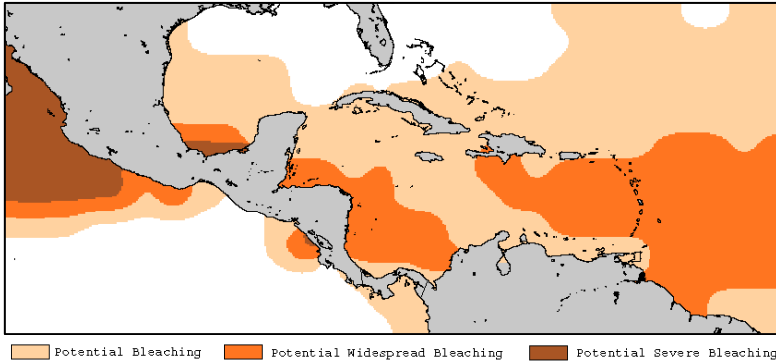 Potential Bleaching
Potential Widespread Bleaching
Potential Severe Bleaching